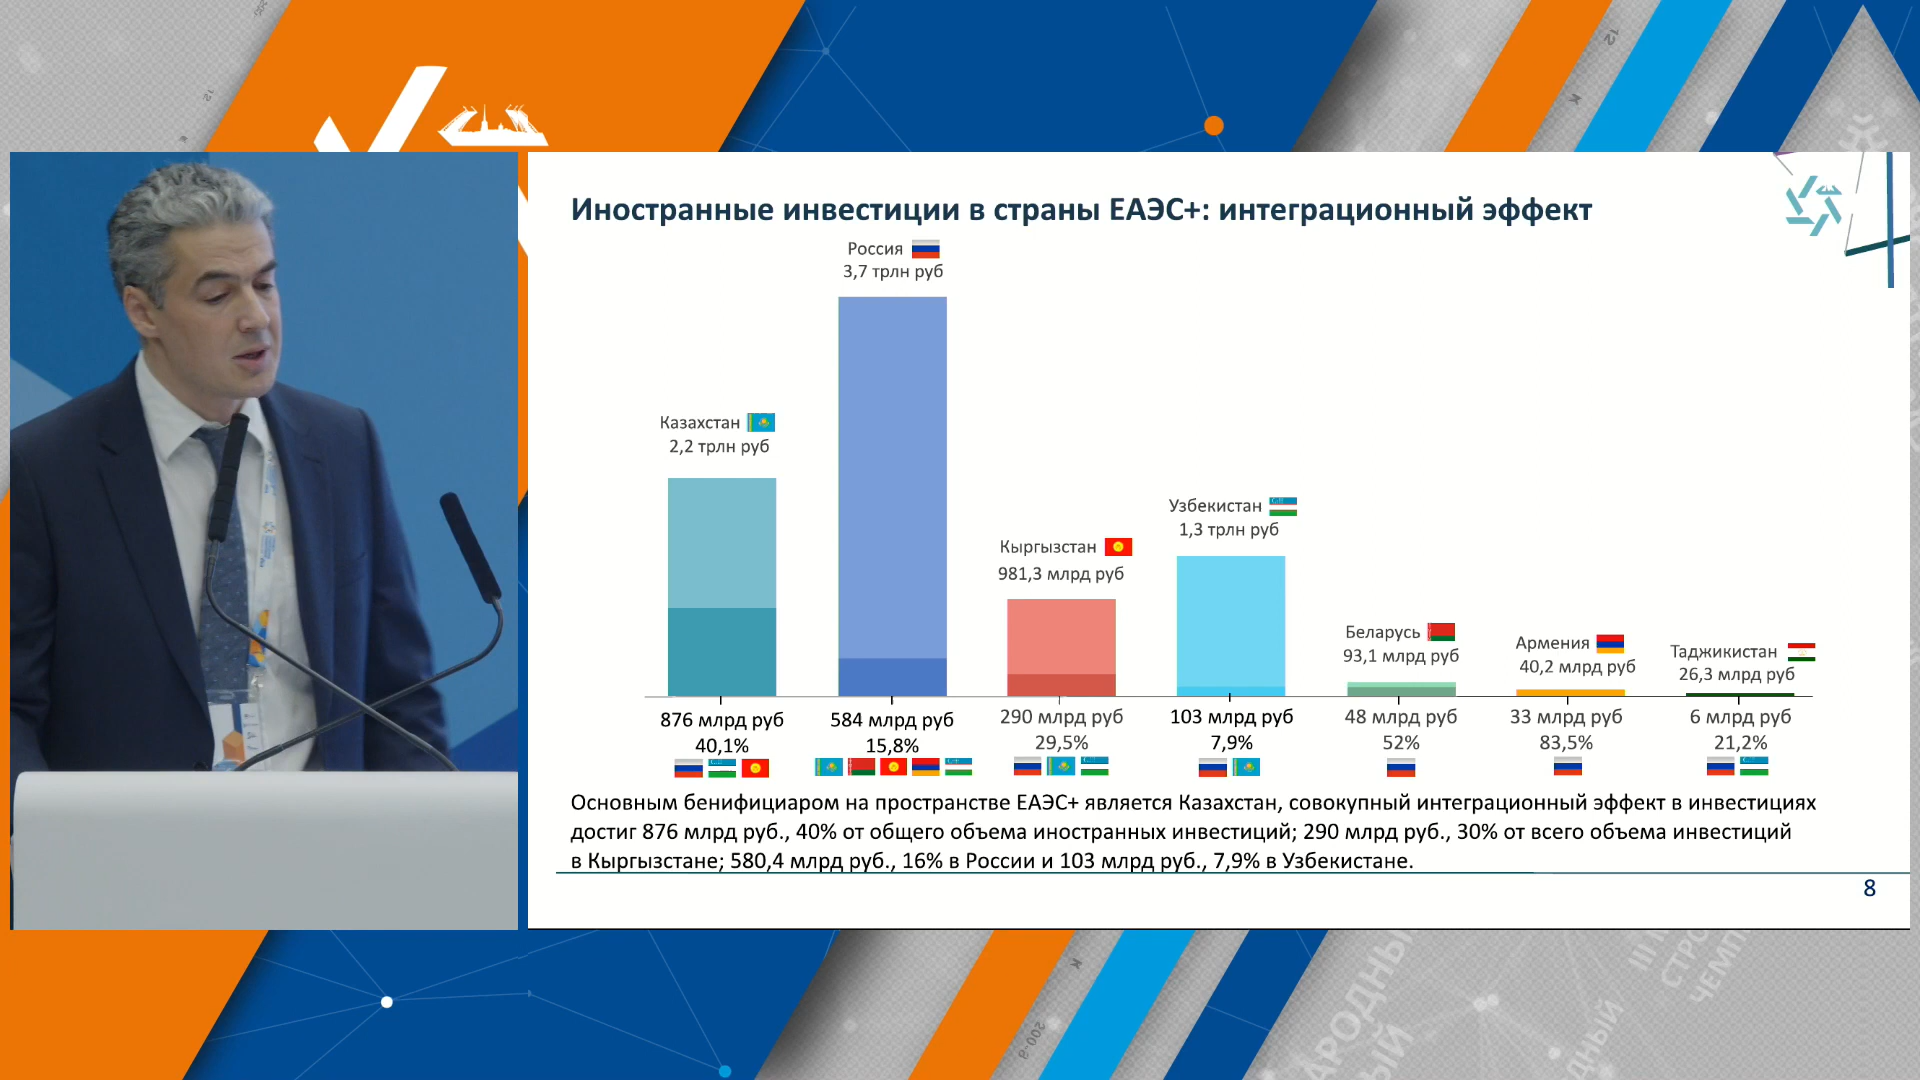 Иностранные инвестиции в страны ЕАЭС+: интеграционный эффект
Россия
3,7 трлн руб
Казахстан
2,2 трлн руб
Узбекистан
1,3 трлн руб
Кыргызстан
981,3 млрд руб
Беларусь
93,1 млрд руб
Армения
40,2 млрд руб
Таджикистан
26,3 млрд руб
876 млрд руб
40,1%
584 млрд руб
15,8%
290 млрд руб
29,5%
103 млрд руб
7,9%
48 млрд руб
52%
33 млрд руб
83,5%
6 млрд руб
21,2%
Основным бенифициаром на пространстве ЕАЭС+ является Казахстан, совокупный интеграционный эффект в инвестициях
достиг 876 млрд руб., 40% от общего объема иностранных инвестиций; 290 млрд руб., 30% от всего объема инвестиций
в Кыргызстане; 580,4 млрд руб., 16% в России и 103 млрд руб., 7,9% в Узбекистане.
8
12
12
К
к
К
200-a